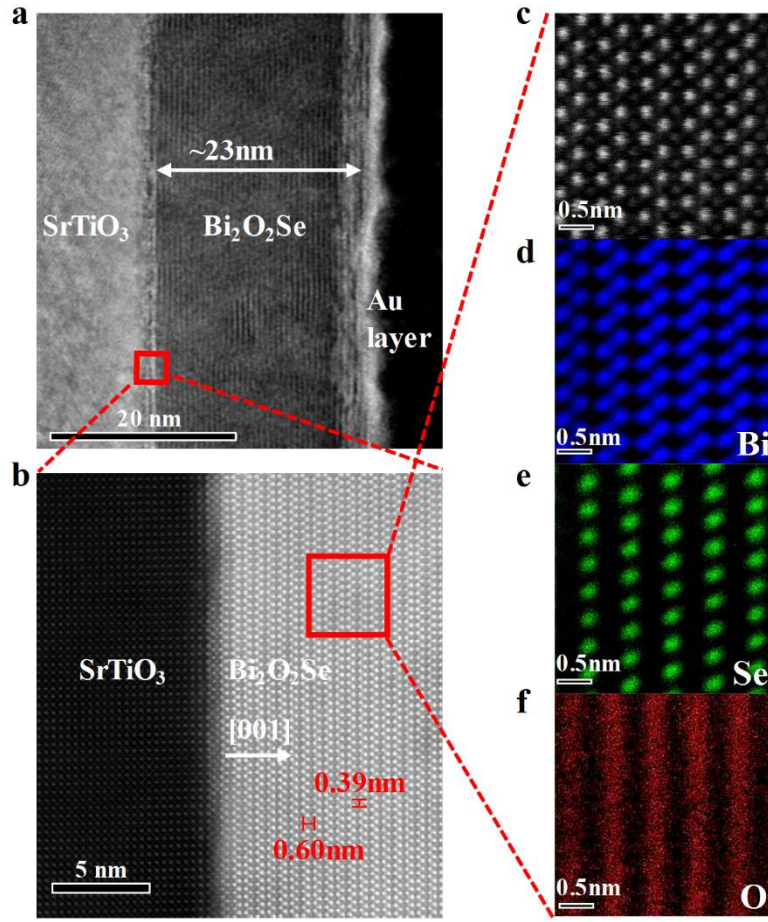 a
~23nm
SrTiO₃
Bi₂O₂Se
Au
layer
20 nm
b
SrTiO₃
Bi₂O₂Se
[001]
0.39nm
0.60nm
5 nm
c
0.5nm
d
0.5nm
Bi
e
0.5nm
Se
f
0.5nm
O